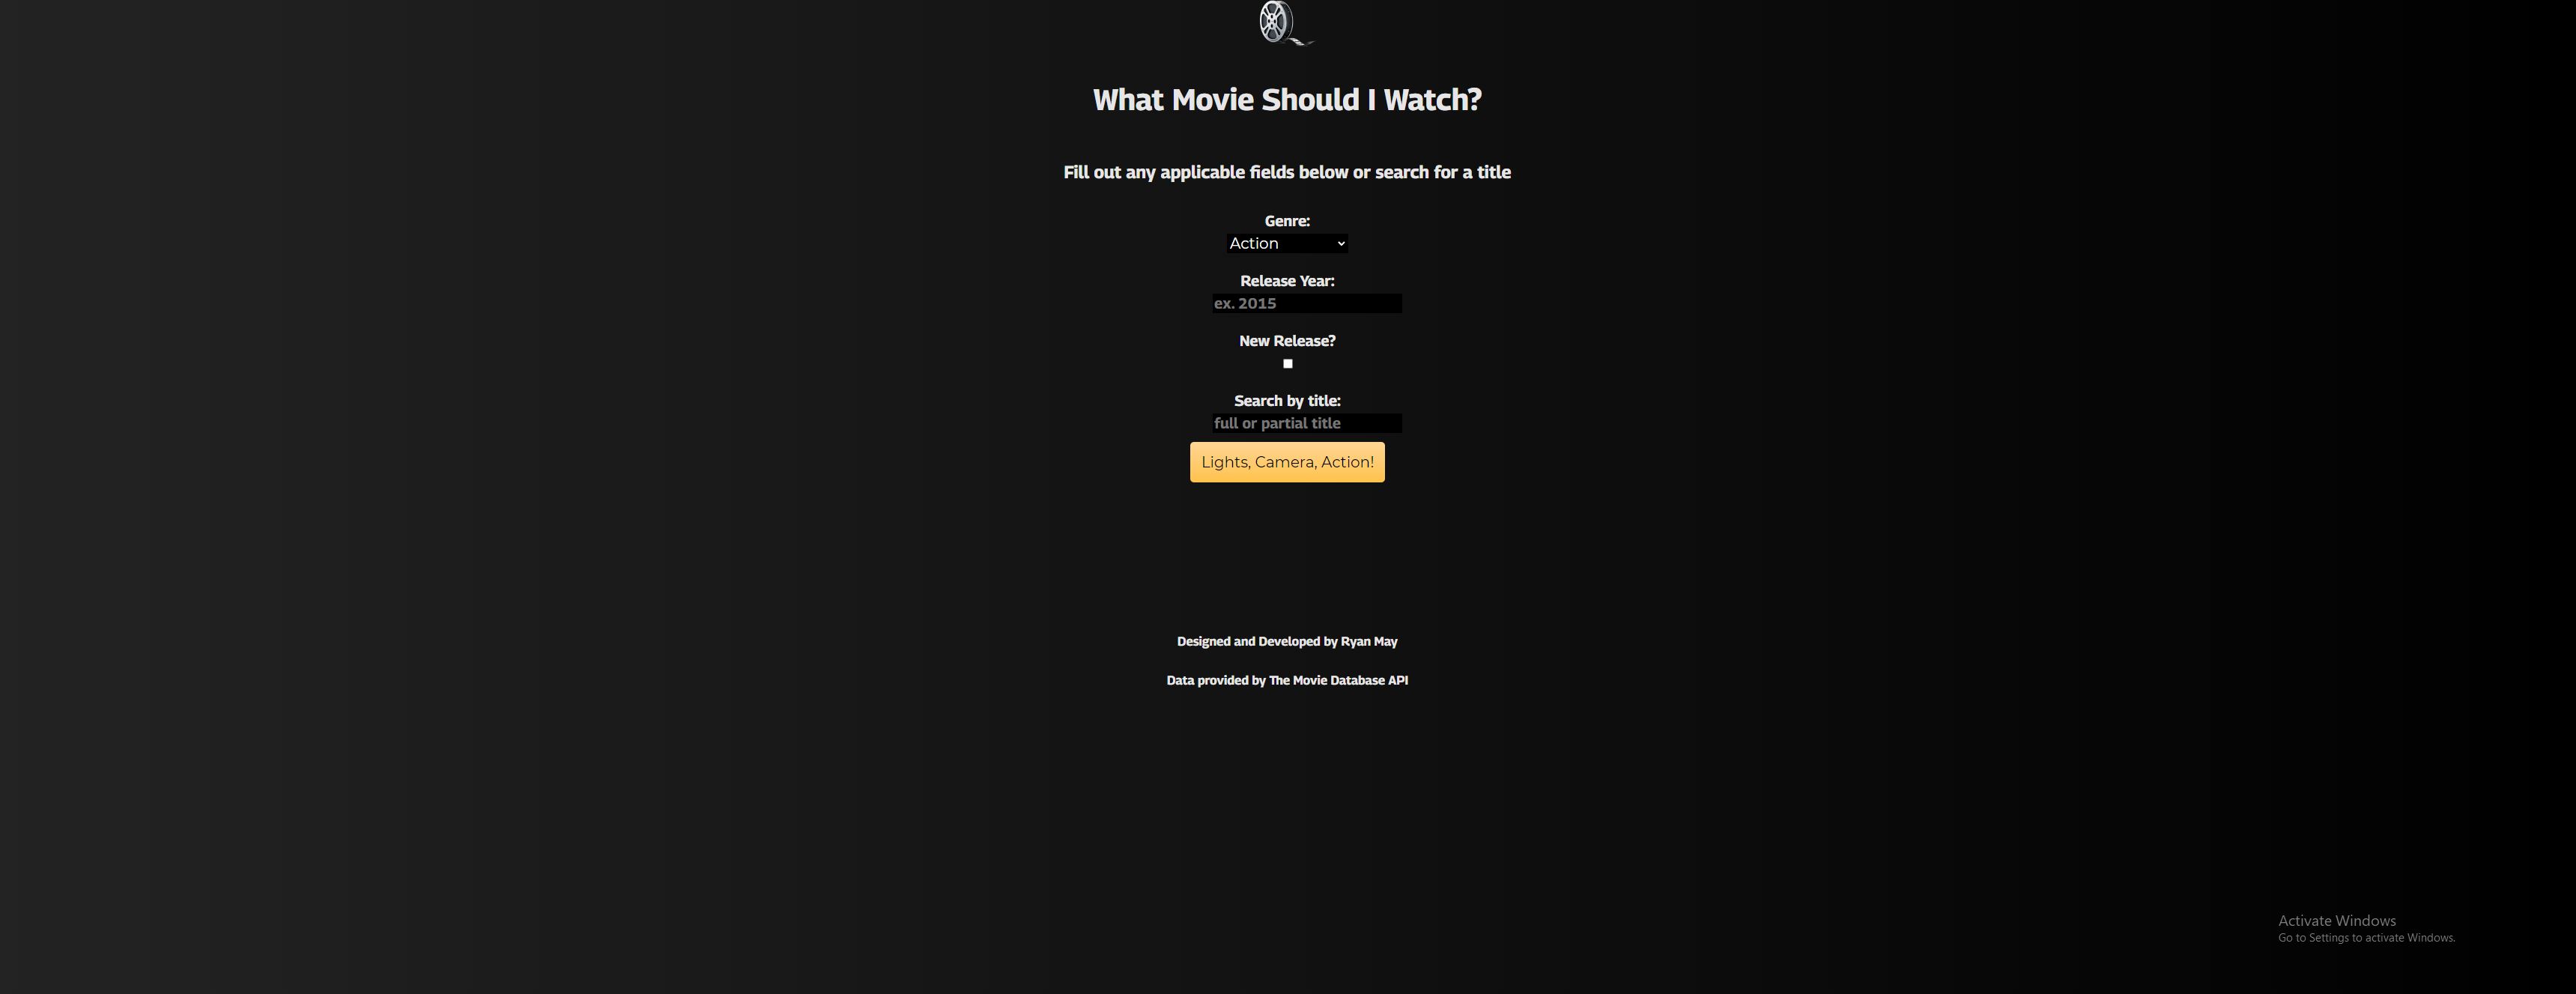 What Movie Should I Watch?
Fill out any applicable fields below or search for a title
Genre:
Action
Release Year:
ex. 2015
New Release?
Search by title:
full or partial title
Lights, Camera, Action!
Designed and Developed by Ryan May
Data provided by The Movie Database API
Activate Windows
Go to Settings to activate Windows.